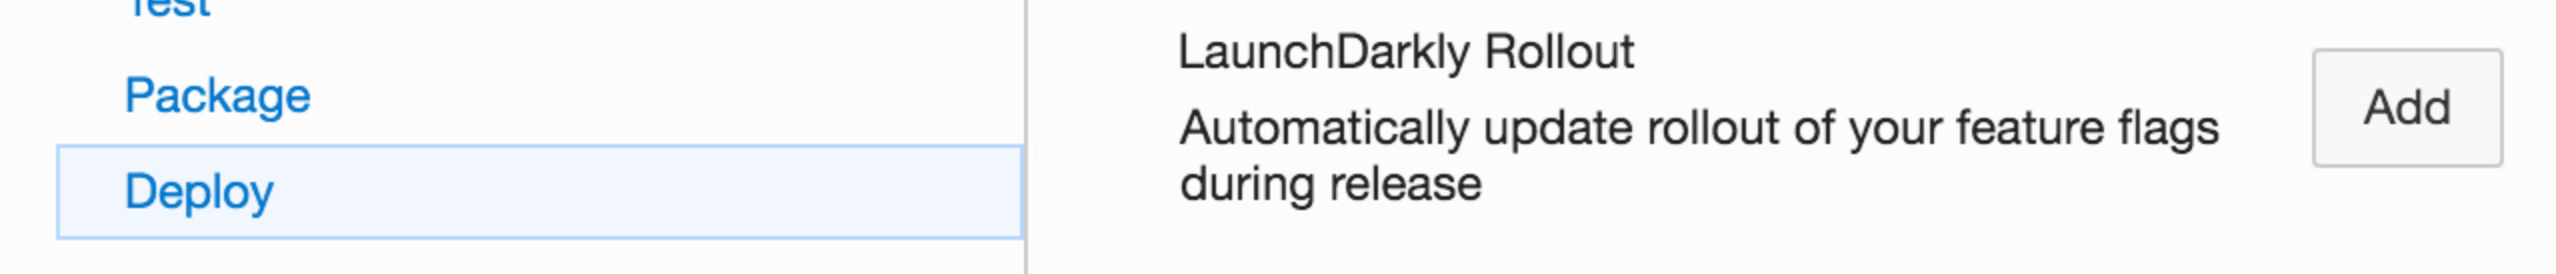 Test
Package
Deploy
LaunchDarkly Rollout
Automatically update rollout of your feature flags
during release
Add